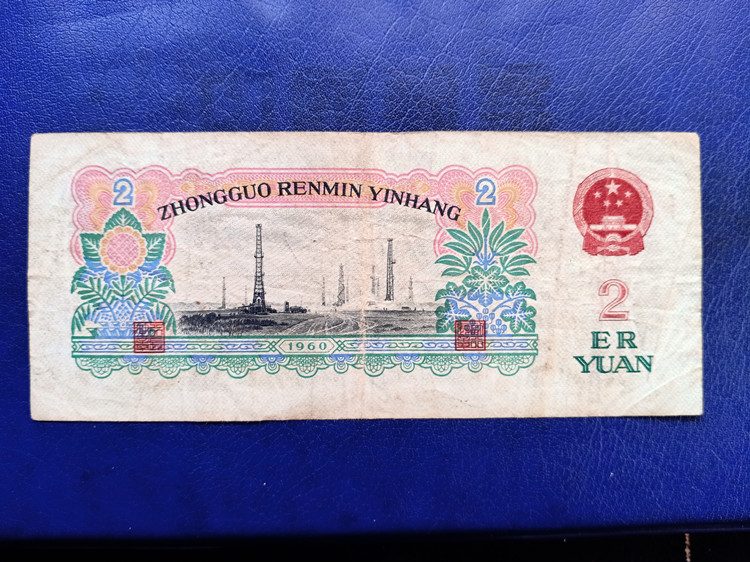 2
ZHONGGUO RENMIN YINHANG
2
1960
2
ER
YUAN